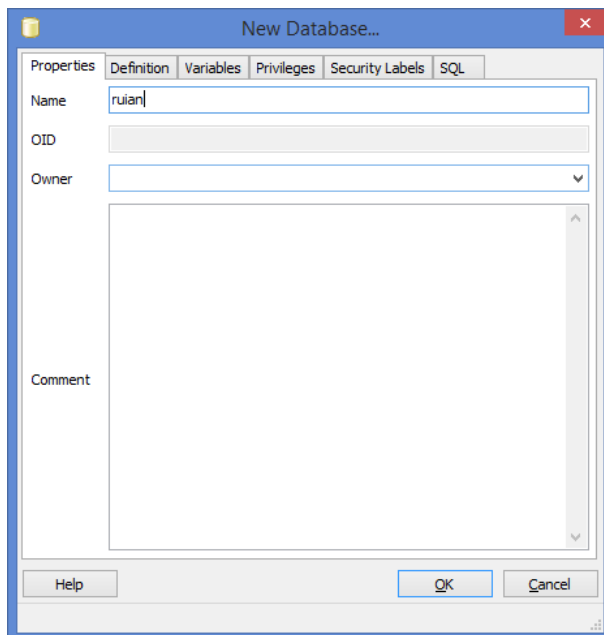 New Database...
Properties Definition Variables Privileges Security Labels SQL
Name ruian
OID
Owner
Comment
Help OK Cancel